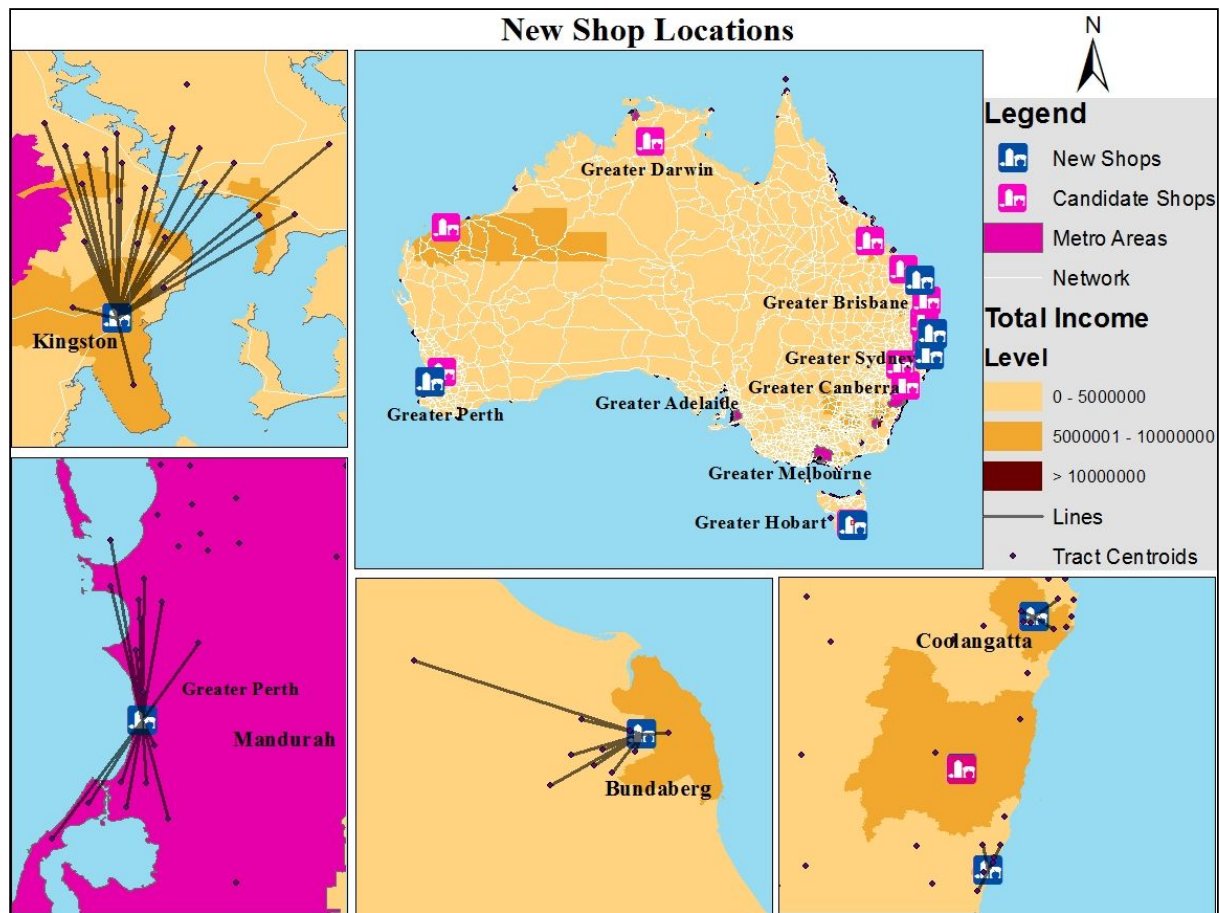 New Shop Locations
N
Kingston
Greater Darwin
Greater Brisbane
Greater Sydney
Greater Canberra
Greater Adelaide
Greater Perth
Greater Melbourne
Greater Hobart
Legend
New Shops
Candidate Shops
Metro Areas
Network
Total Income
Level
0 - 5000000
5000001 - 10000000
> 10000000
Lines
Tract Centroids
Greater Perth
Mandurah
Bundaberg
Coolangatta